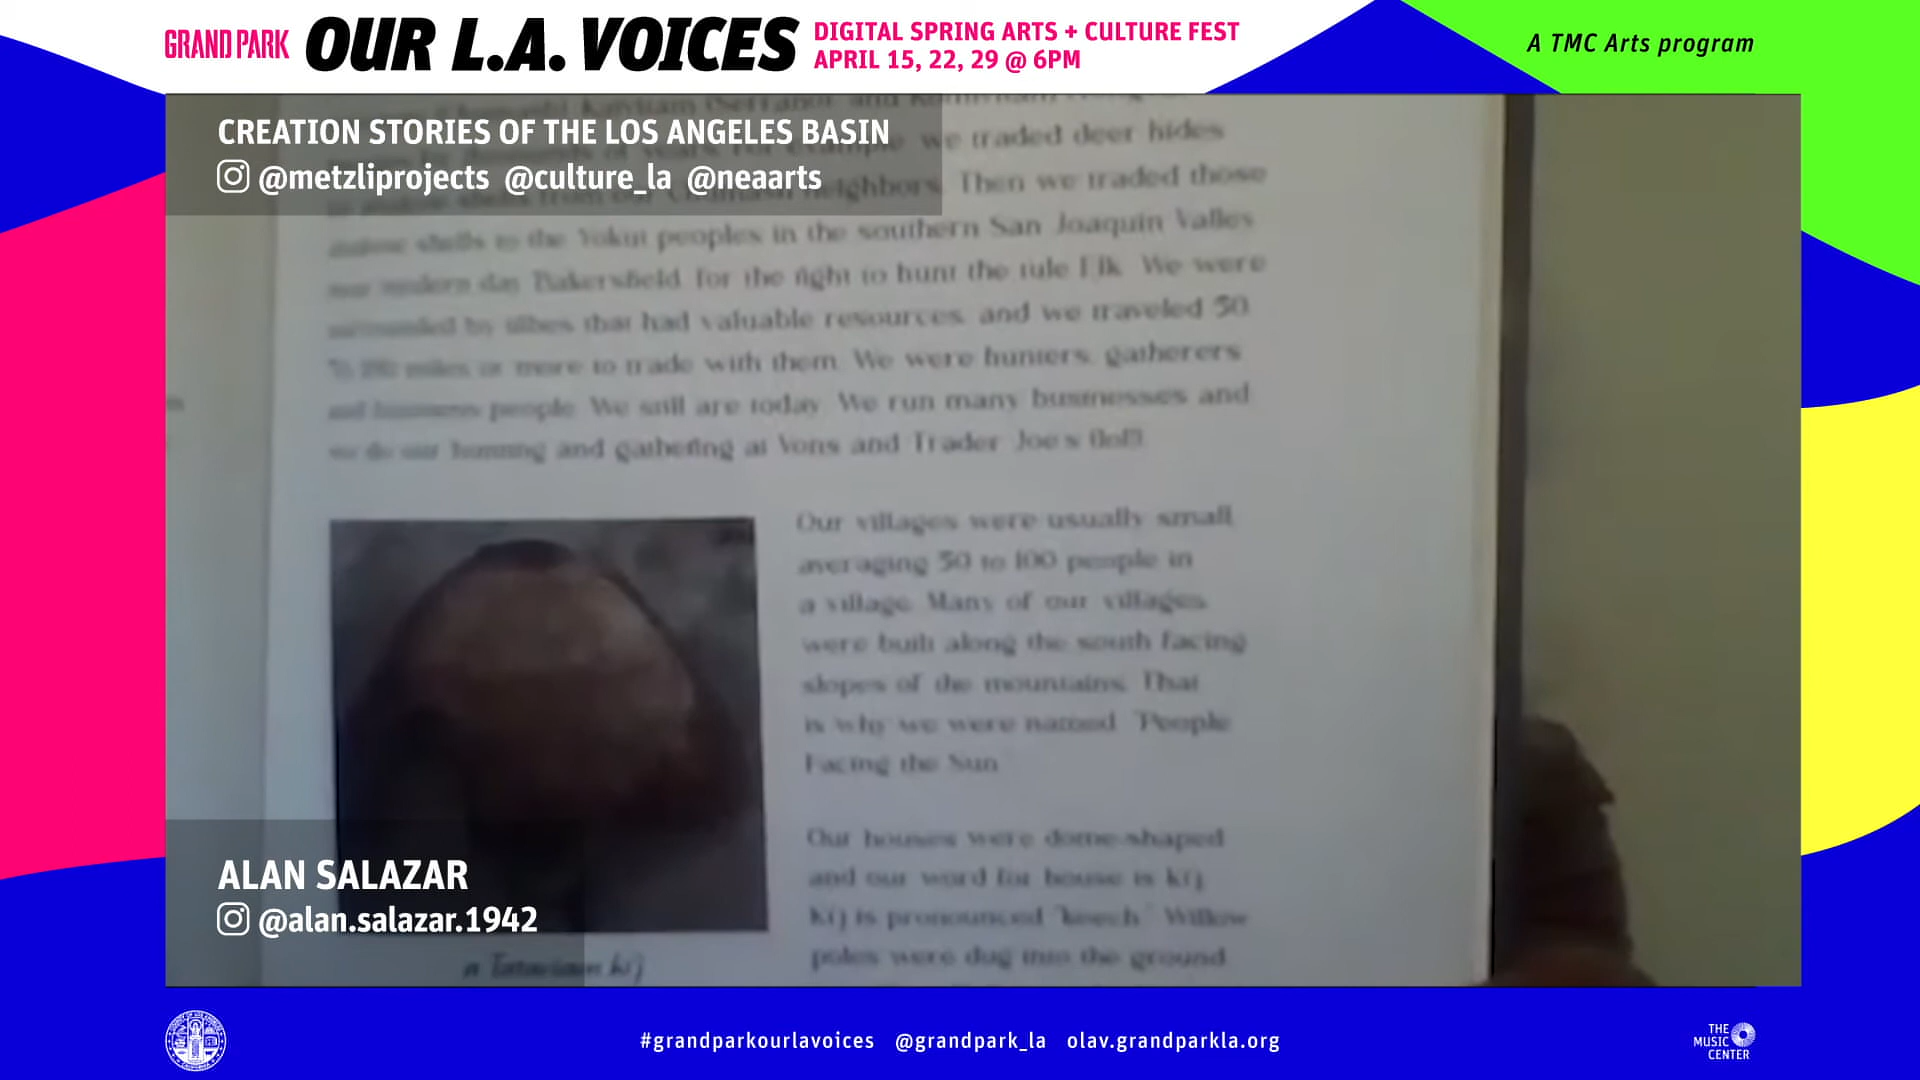 GRAND PARK
OUR L.A. VOICES
DIGITAL SPRING ARTS + CULTURE FEST
APRIL 15, 22, 29 @ 6PM
A TMC Arts program
CREATION STORIES OF THE LOS ANGELES BASIN
@metzliprojects @culture_la @neaarts
we traded deer hides
neighbors. Then we traded those
shells to the Yokut peoples in the southern San Joaquin Valley
modern day Bakersfield for the right to hunt the tule Elk. We were
surrounded by tribes that had valuable resources, and we traveled 50
miles or more to trade with them. We were hunters, gatherers
and business people. We still are today. We run many businesses and
we do our hunting and gathering at Vons and Trader Joe's
Our villages were usually small,
averaging 50 to 100 people in
a village. Many of our villages
were built along the south facing
slopes of the mountains. That
is why we were named "People
Facing the Sun
Our houses were dome-shaped
and our word for house is kij.
Kij is pronounced "keech." Willow
poles were dug into the ground
a Tataviam kij
ALAN SALAZAR
@alan.salazar.1942
#grandparkourlavoices @grandpark_la olav.grandparkla.org
THE
MUSIC
CENTER